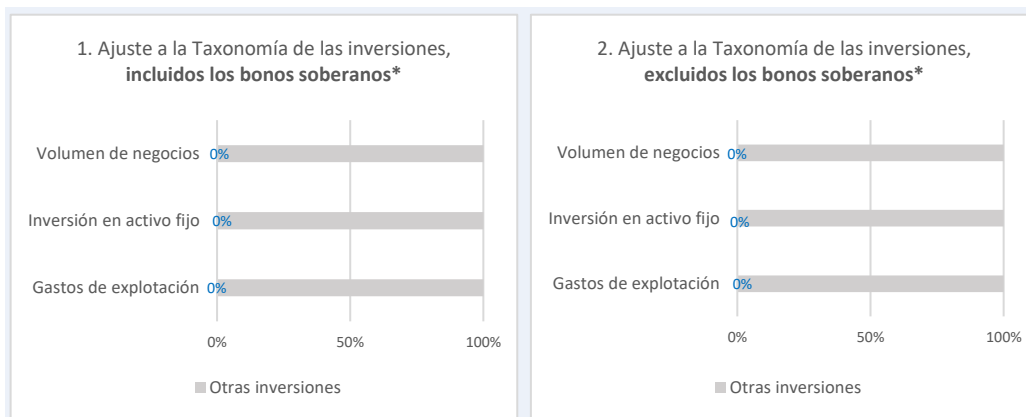 1. Ajuste a la Taxonomía de las inversiones,
incluidos los bonos soberanos*
Volumen de negocios 0%
Inversión en activo fijo 0%
Gastos de explotación 0%
0% 50% 100%
Otras inversiones
2. Ajuste a la Taxonomía de las inversiones,
excluidos los bonos soberanos*
Volumen de negocios 0%
Inversión en activo fijo 0%
Gastos de explotación 0%
0% 50% 100%
Otras inversiones